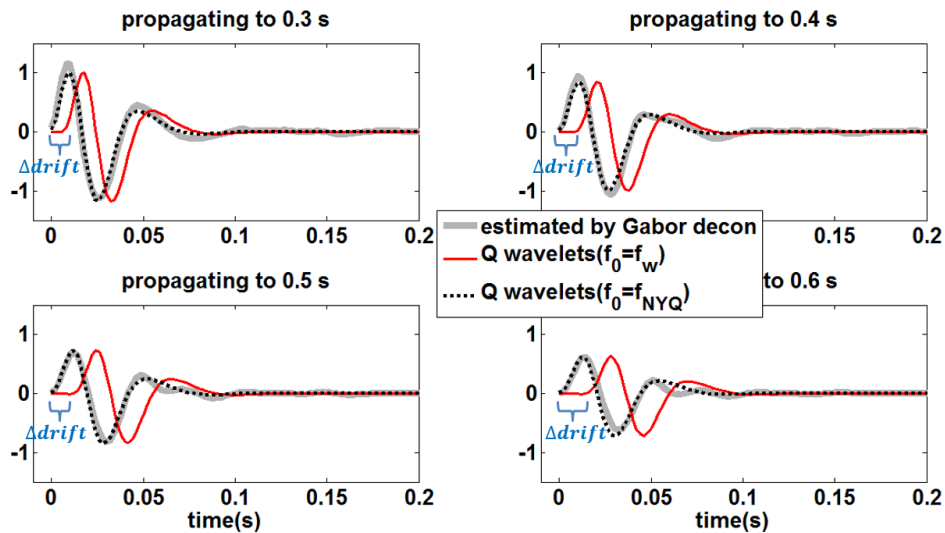 propagating to 0.3 s
propagating to 0.4 s
1
0
-1
Δdrift
0 0.05 0.1 0.15 0.2
1
0
-1
Δdrift
0 0.2
estimated by Gabor decon
Q wavelets(f0=fw)
Q wavelets(f0=fNYQ)
propagating to 0.5 s
to 0.6 s
1
0
-1
Δdrift
0 0.05 0.1 0.15 0.2
time(s)
1
0
-1
Δdrift
0 0.05 0.1 0.15 0.2
time(s)